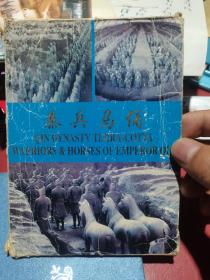 秦兵马俑
QIN DYNASTY TERRA-COTTA
WARRIORS & HORSES OF EMPEROR QIN